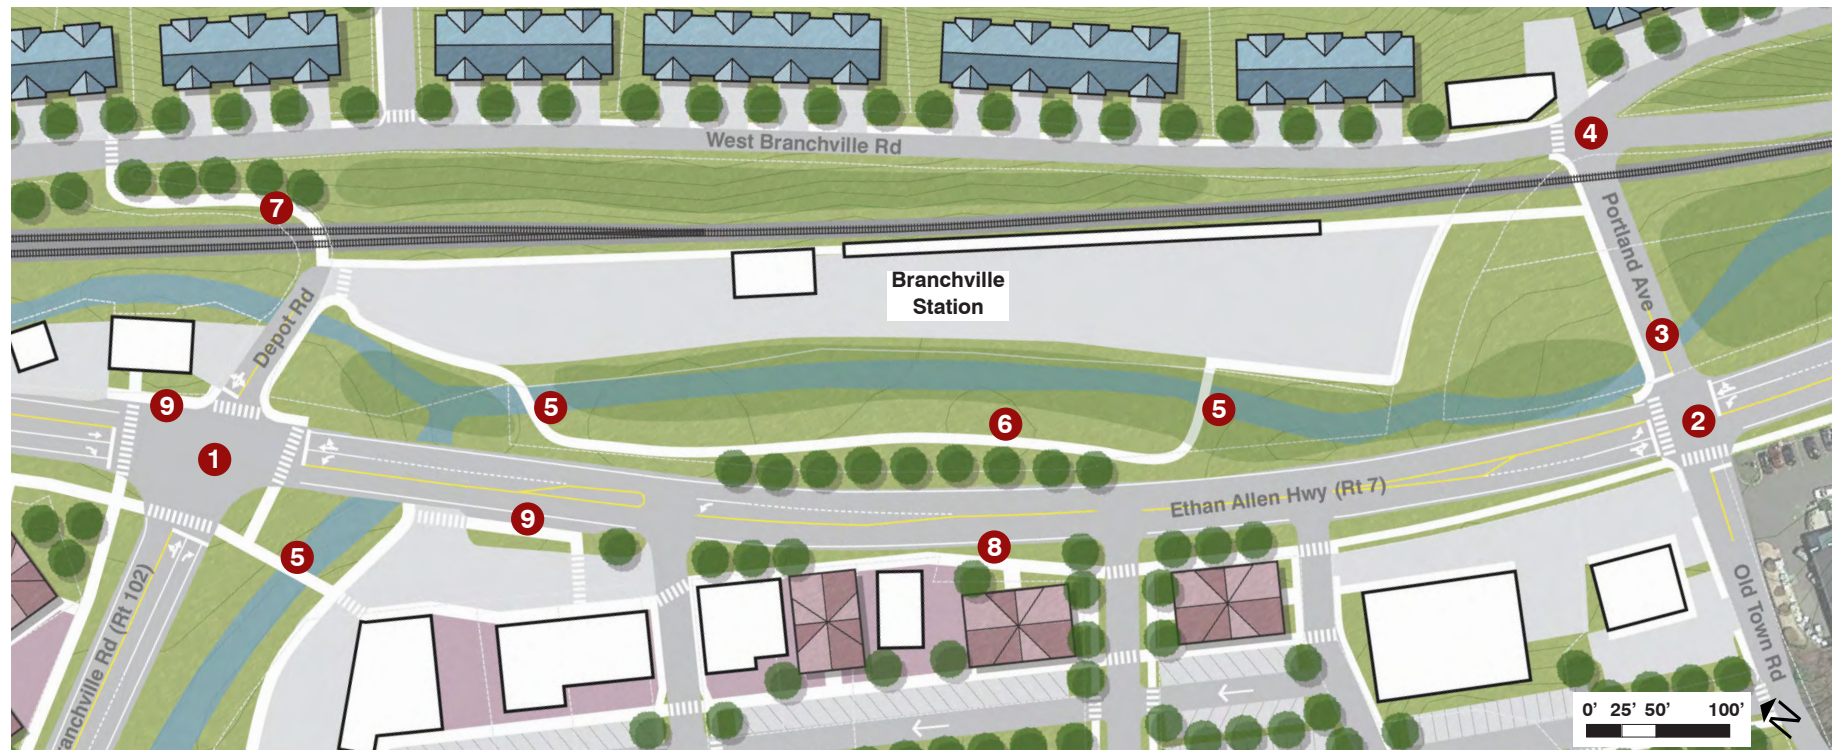 West Branchville Rd
4
7
Portland Ave
Branchville
Station
Depot Rd
3
9
5
5
6
2
1
Ethan Allen Hwy (Rt 7)
9
8
5
Branchville Rd (Rt 102)
Old Town Rd
0' 25' 50' 100'
N